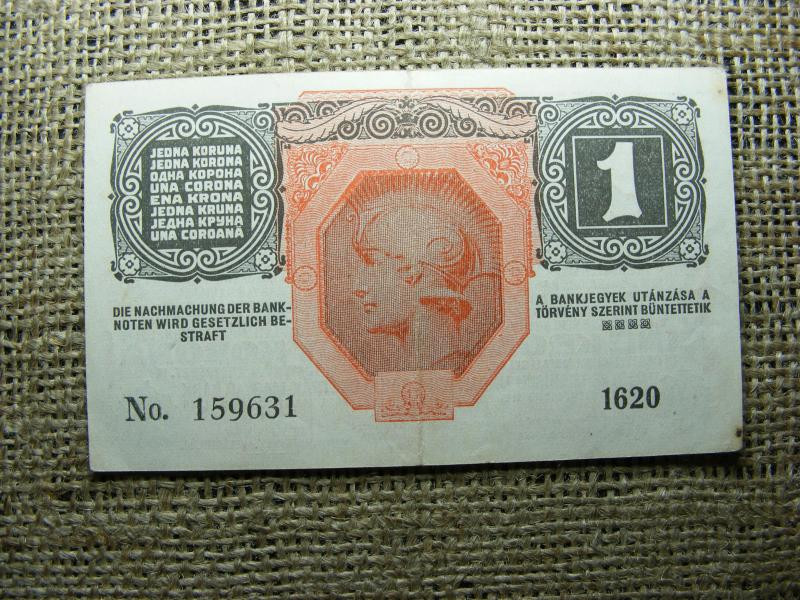 JEDNA KORUNA
JEDNA KORONA
ОДНА КОРОНА
UNA CORONA
ENA KRONA
JEDNA KRUNA
ЈЕДНА КРУНА
UNA COROANĂ
1
DIE NACHMACHUNG DER BANK-
NOTEN WIRD GESETZLICH BE-
STRAFT
A BANKJEGYEK UTÁNZÁSA A
TÖRVÉNY SZERINT BÜNTETTETIK
No. 159631
1620